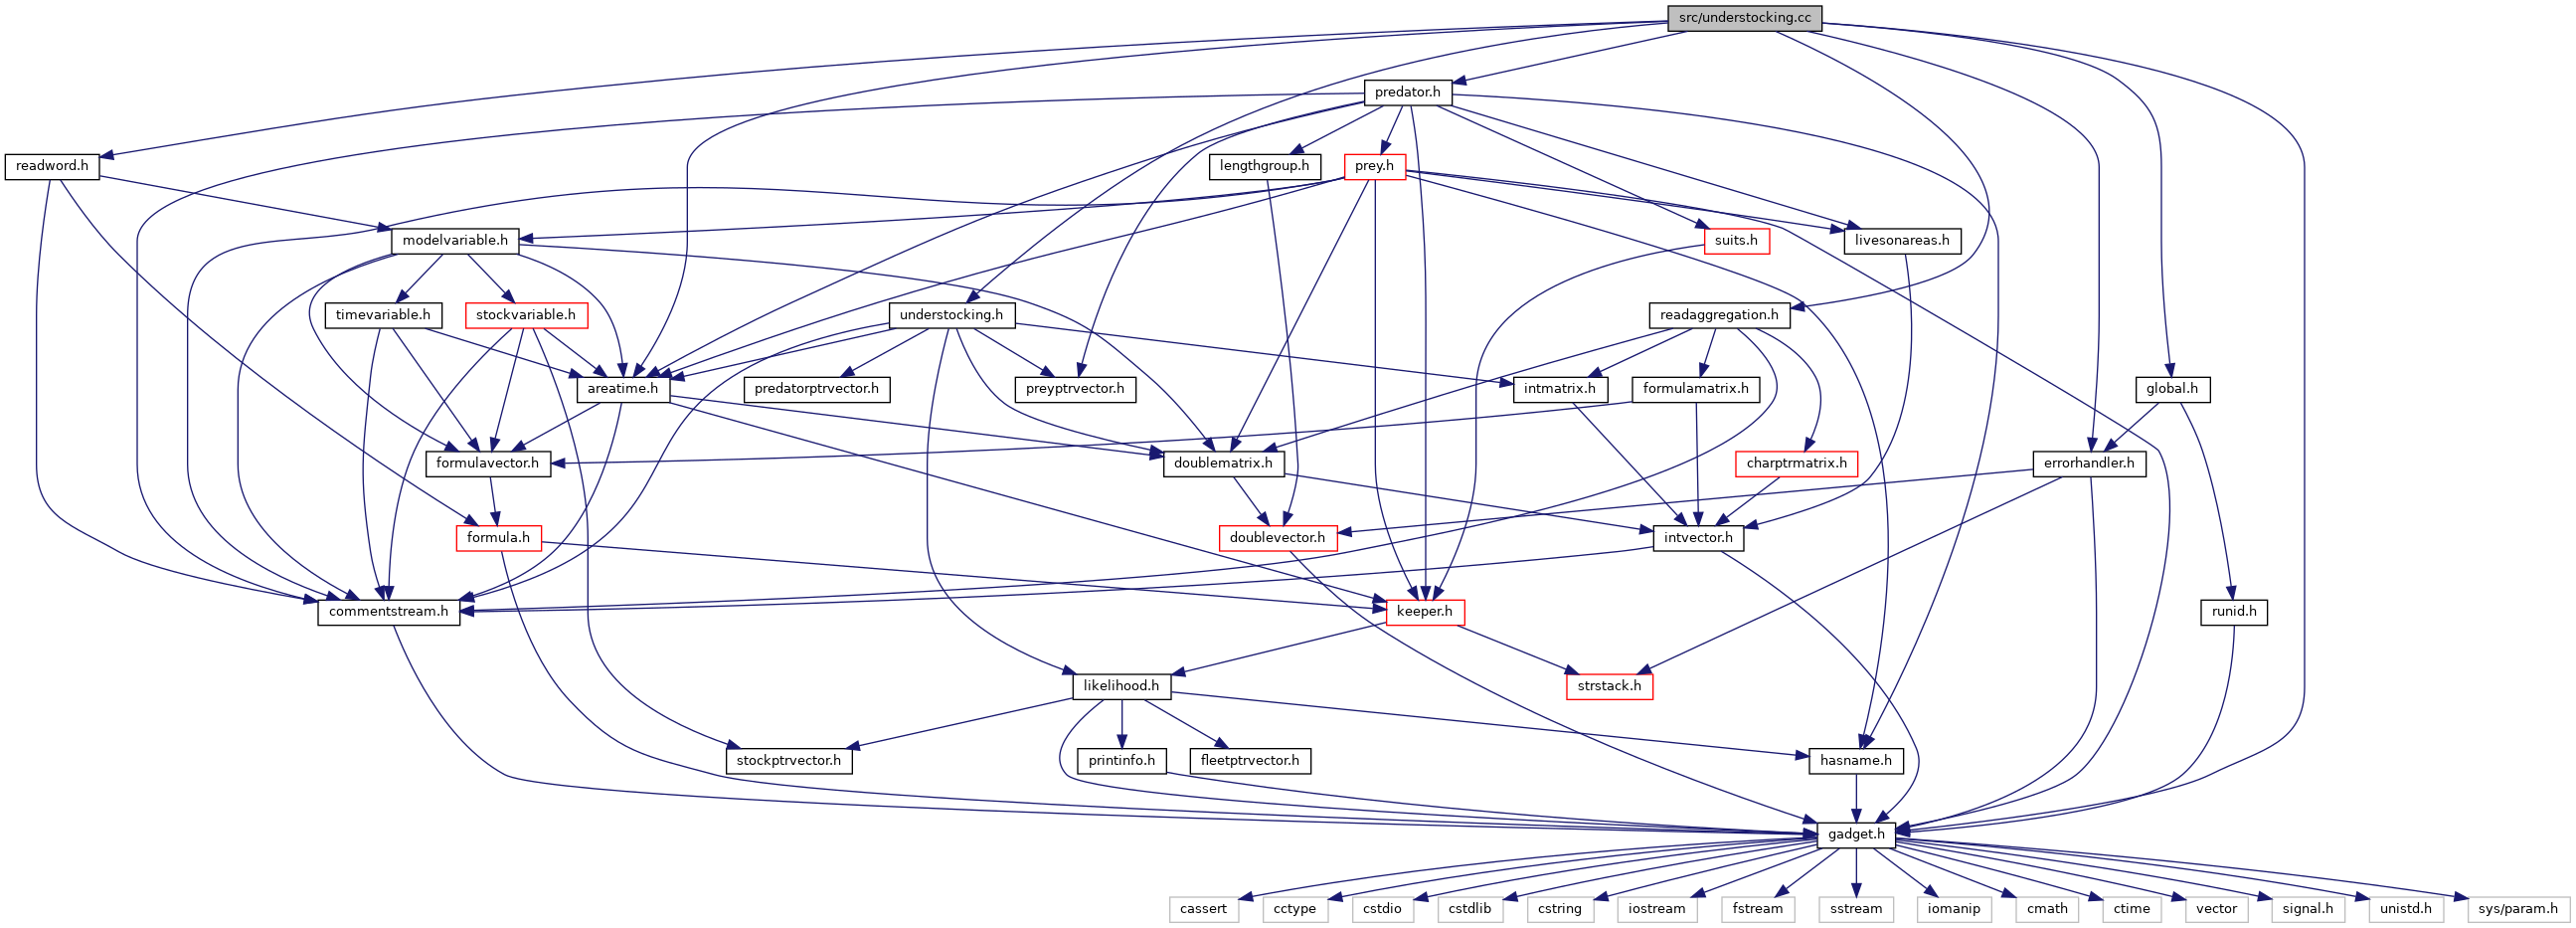 src/understocking.cc
predator.h
readword.h
lengthgroup.h
prey.h
modelvariable.h
suits.h
livesonareas.h
timevariable.h
stockvariable.h
understocking.h
readaggregation.h
areatime.h
predatorptrvector.h
preyptrvector.h
intmatrix.h
formulamatrix.h
global.h
formulavector.h
doublematrix.h
charptrmatrix.h
errorhandler.h
formula.h
doublevector.h
intvector.h
commentstream.h
keeper.h
runid.h
likelihood.h
strstack.h
stockptrvector.h
printinfo.h
fleetptrvector.h
hasname.h
gadget.h
cassert
cctype
cstdio
cstdlib
cstring
iostream
fstream
sstream
iomanip
cmath
ctime
vector
signal.h
unistd.h
sys/param.h